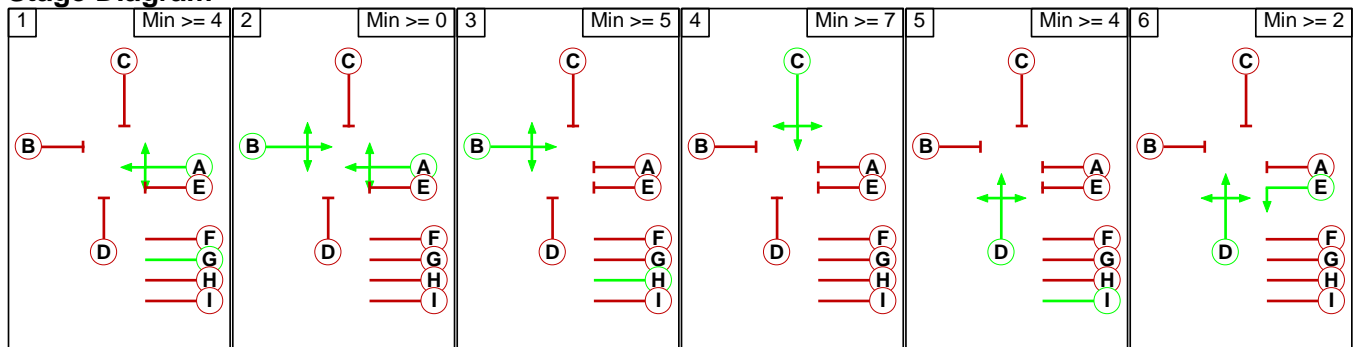 Stage Diagram
1 Min >= 4 2 Min >= 0 3 Min >= 5 4 Min >= 7 5 Min >= 4 6 Min >= 2
C C C C C C
B B B B B B
A A A A A A
E E E E E E
F F F F F F
D G D G D G D G D G D G
H H H H H H
I I I I I I